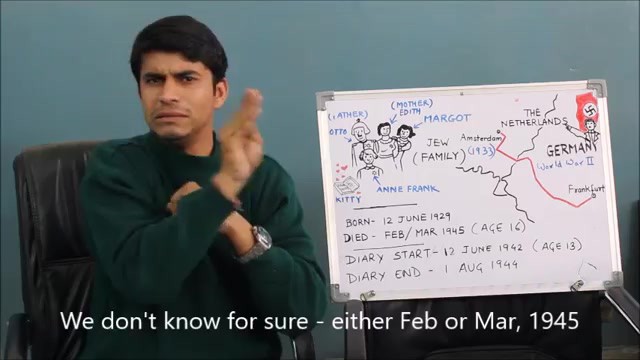 (FATHER)
OTTO
(MOTHER)
EDITH
MARGOT
JEW
(FAMILY)
ANNE FRANK
KITTY
THE
NETHERLANDS
Amsterdam
(1933)
GERMANY
World War II
Frankfurt
BORN- 12 JUNE 1929
DIED - FEB/MAR 1945 (AGE 16)
DIARY START- 12 JUNE 1942 (AGE 13)
DIARY END - 1 AUG 1944
We don't know for sure - either Feb or Mar, 1945